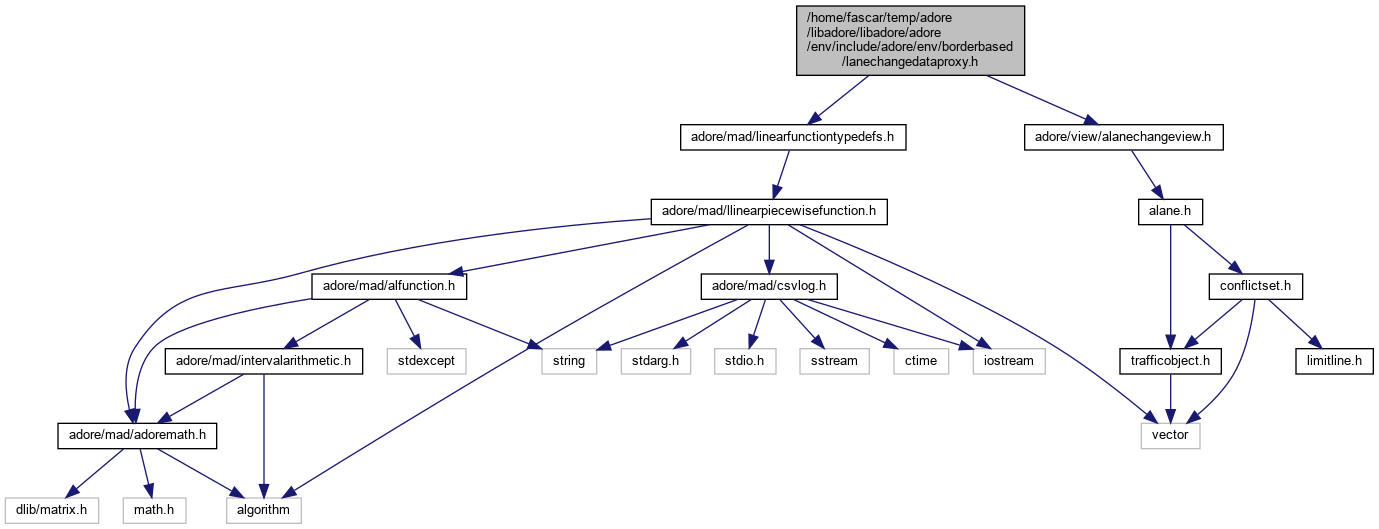 /home/fascar/temp/adore
/libadore/libadore/adore
/env/include/adore/env/borderbased
/lanechangedataproxy.h
adore/mad/linearfunctiontypedefs.h
adore/view/alanechangeview.h
adore/mad/llinearpiecewisefunction.h
alane.h
adore/mad/alfunction.h
adore/mad/csvlog.h
conflictset.h
adore/mad/intervalarithmetic.h
stdexcept
string
stdarg.h
stdio.h
sstream
ctime
iostream
trafficobject.h
limitline.h
adore/mad/adoremath.h
vector
dlib/matrix.h
math.h
algorithm